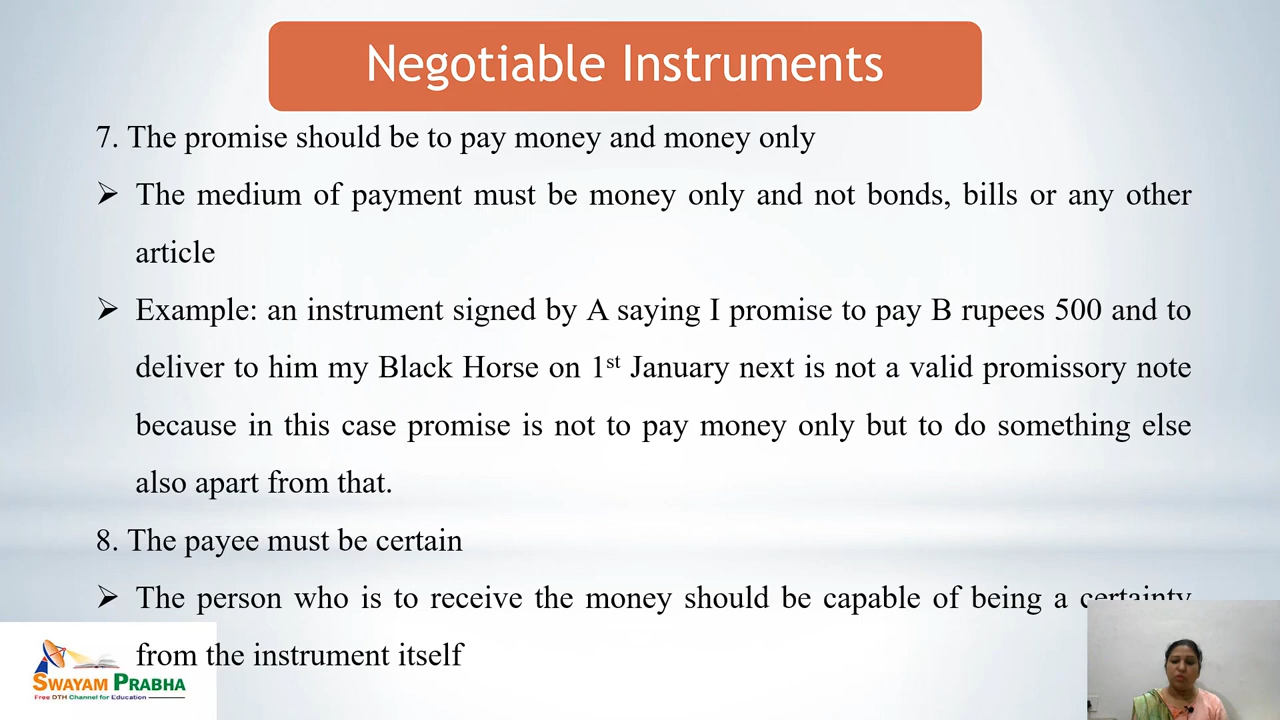 Negotiable Instruments
7. The promise should be to pay money and money only
➢ The medium of payment must be money only and not bonds, bills or any other
article
➢ Example: an instrument signed by A saying I promise to pay B rupees 500 and to
deliver to him my Black Horse on 1st January next is not a valid promissory note
because in this case promise is not to pay money only but to do something else
also apart from that.
8. The payee must be certain
➢ The person who is to receive the money should be capable of being a certainty
from the instrument itself
SWAYAM PRABHA
Free DTH Channel for Education